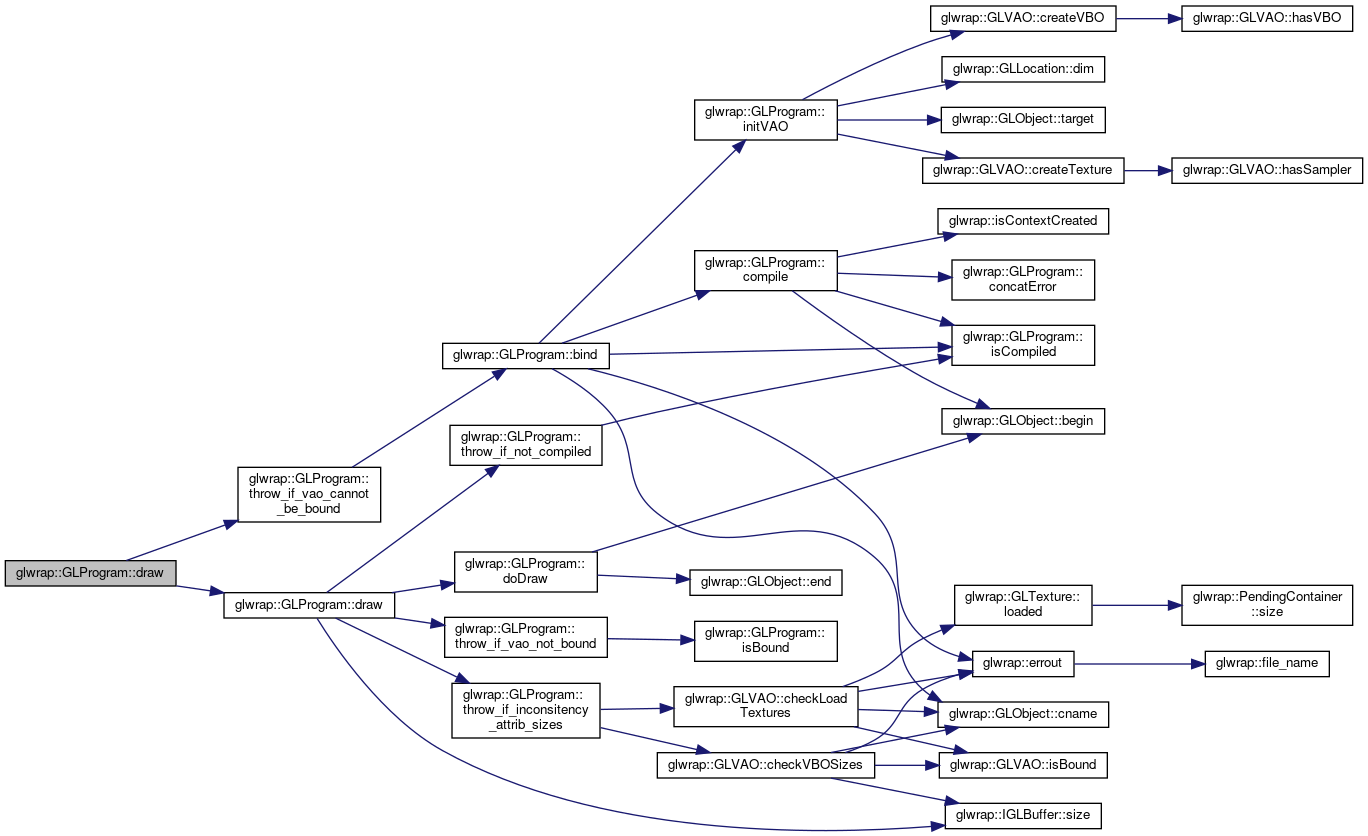 glwrap::GLVAO::createVBO
glwrap::GLVAO::hasVBO
glwrap::GLLocation::dim
glwrap::GLProgram::
initVAO
glwrap::GLObject::target
glwrap::GLVAO::createTexture
glwrap::GLVAO::hasSampler
glwrap::isContextCreated
glwrap::GLProgram::
compile
glwrap::GLProgram::
concatError
glwrap::GLProgram::
isCompiled
glwrap::GLProgram::bind
glwrap::GLObject::begin
glwrap::GLProgram::
throw_if_not_compiled
glwrap::GLProgram::
throw_if_vao_cannot
_be_bound
glwrap::GLProgram::draw
glwrap::GLProgram::
doDraw
glwrap::GLObject::end
glwrap::GLProgram::draw
glwrap::GLTexture::
loaded
glwrap::PendingContainer
::size
glwrap::GLProgram::
throw_if_vao_not_bound
glwrap::GLProgram::
isBound
glwrap::errout
glwrap::file_name
glwrap::GLProgram::
throw_if_inconsitency
_attrib_sizes
glwrap::GLVAO::checkLoad
Textures
glwrap::GLObject::cname
glwrap::GLVAO::checkVBOSizes
glwrap::GLVAO::isBound
glwrap::IGLBuffer::size